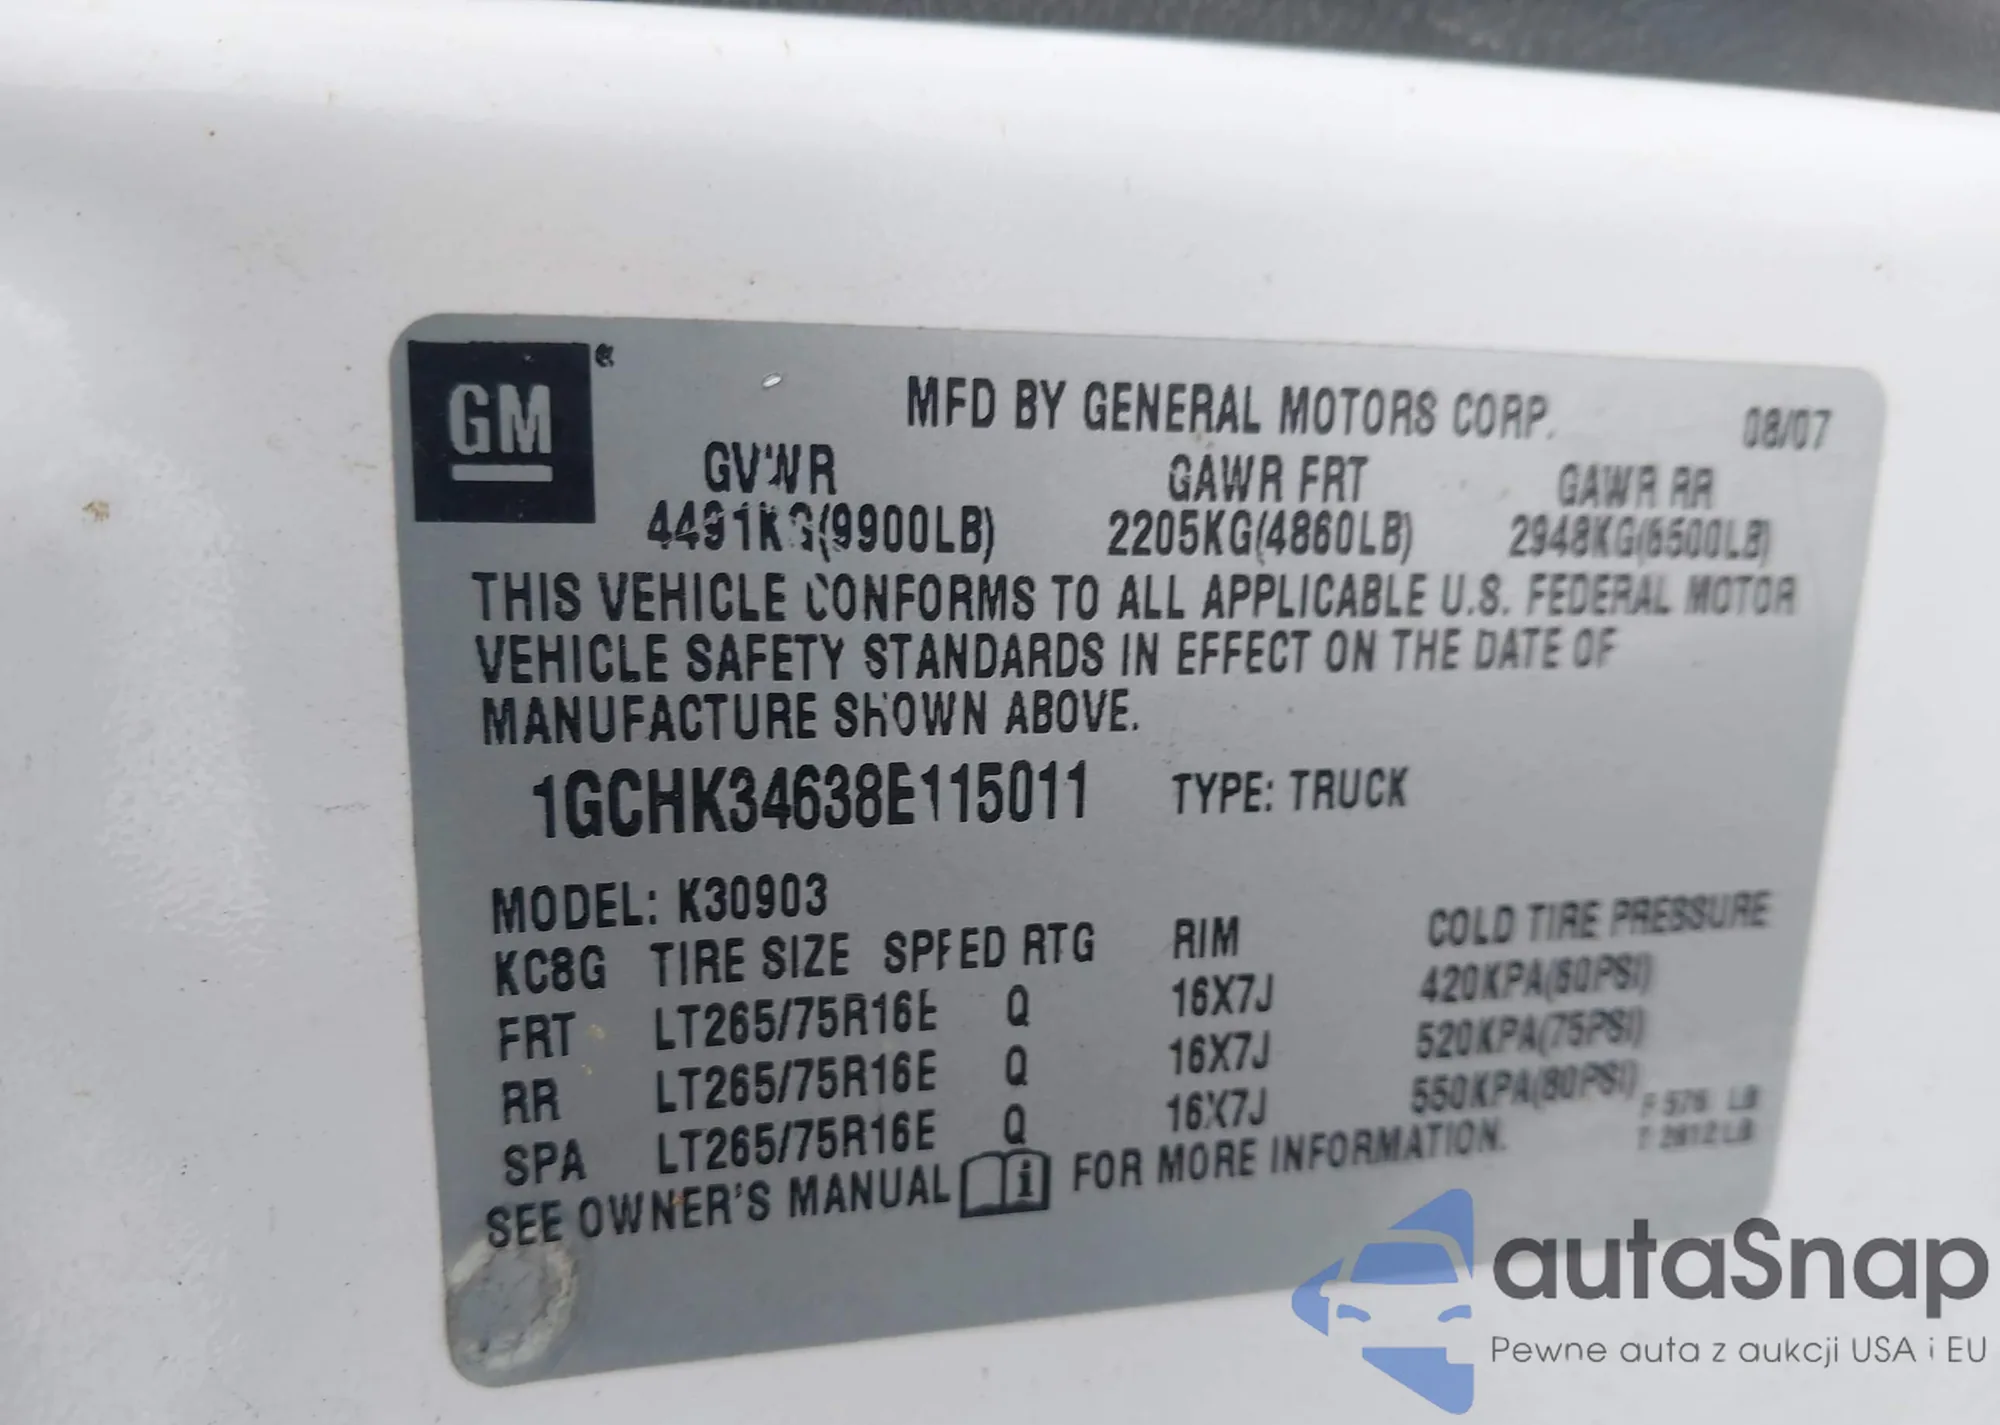 GM
MFD BY GENERAL MOTORS CORP. 08/07
GVWR GAWR FRT GAWR RR
4491KG(9900LB) 2205KG(4860LB) 2948KG(6500LB)
THIS VEHICLE CONFORMS TO ALL APPLICABLE U.S. FEDERAL MOTOR
VEHICLE SAFETY STANDARDS IN EFFECT ON THE DATE OF
MANUFACTURE SHOWN ABOVE.
1GCHK34638E115011 TYPE: TRUCK
MODEL: K30903
KC8G TIRE SIZE SPEED RTG RIM COLD TIRE PRESSURE
FRT LT265/75R16E Q 16X7J 420KPA(60PSI)
RR LT265/75R16E Q 16X7J 520KPA(75PSI)
SPA LT265/75R16E Q 16X7J 550KPA(80PSI)
F 576 LB
T 2812 LB
SEE OWNER'S MANUAL i FOR MORE INFORMATION.
autaSnap
Pewne auta z aukcji USA i EU